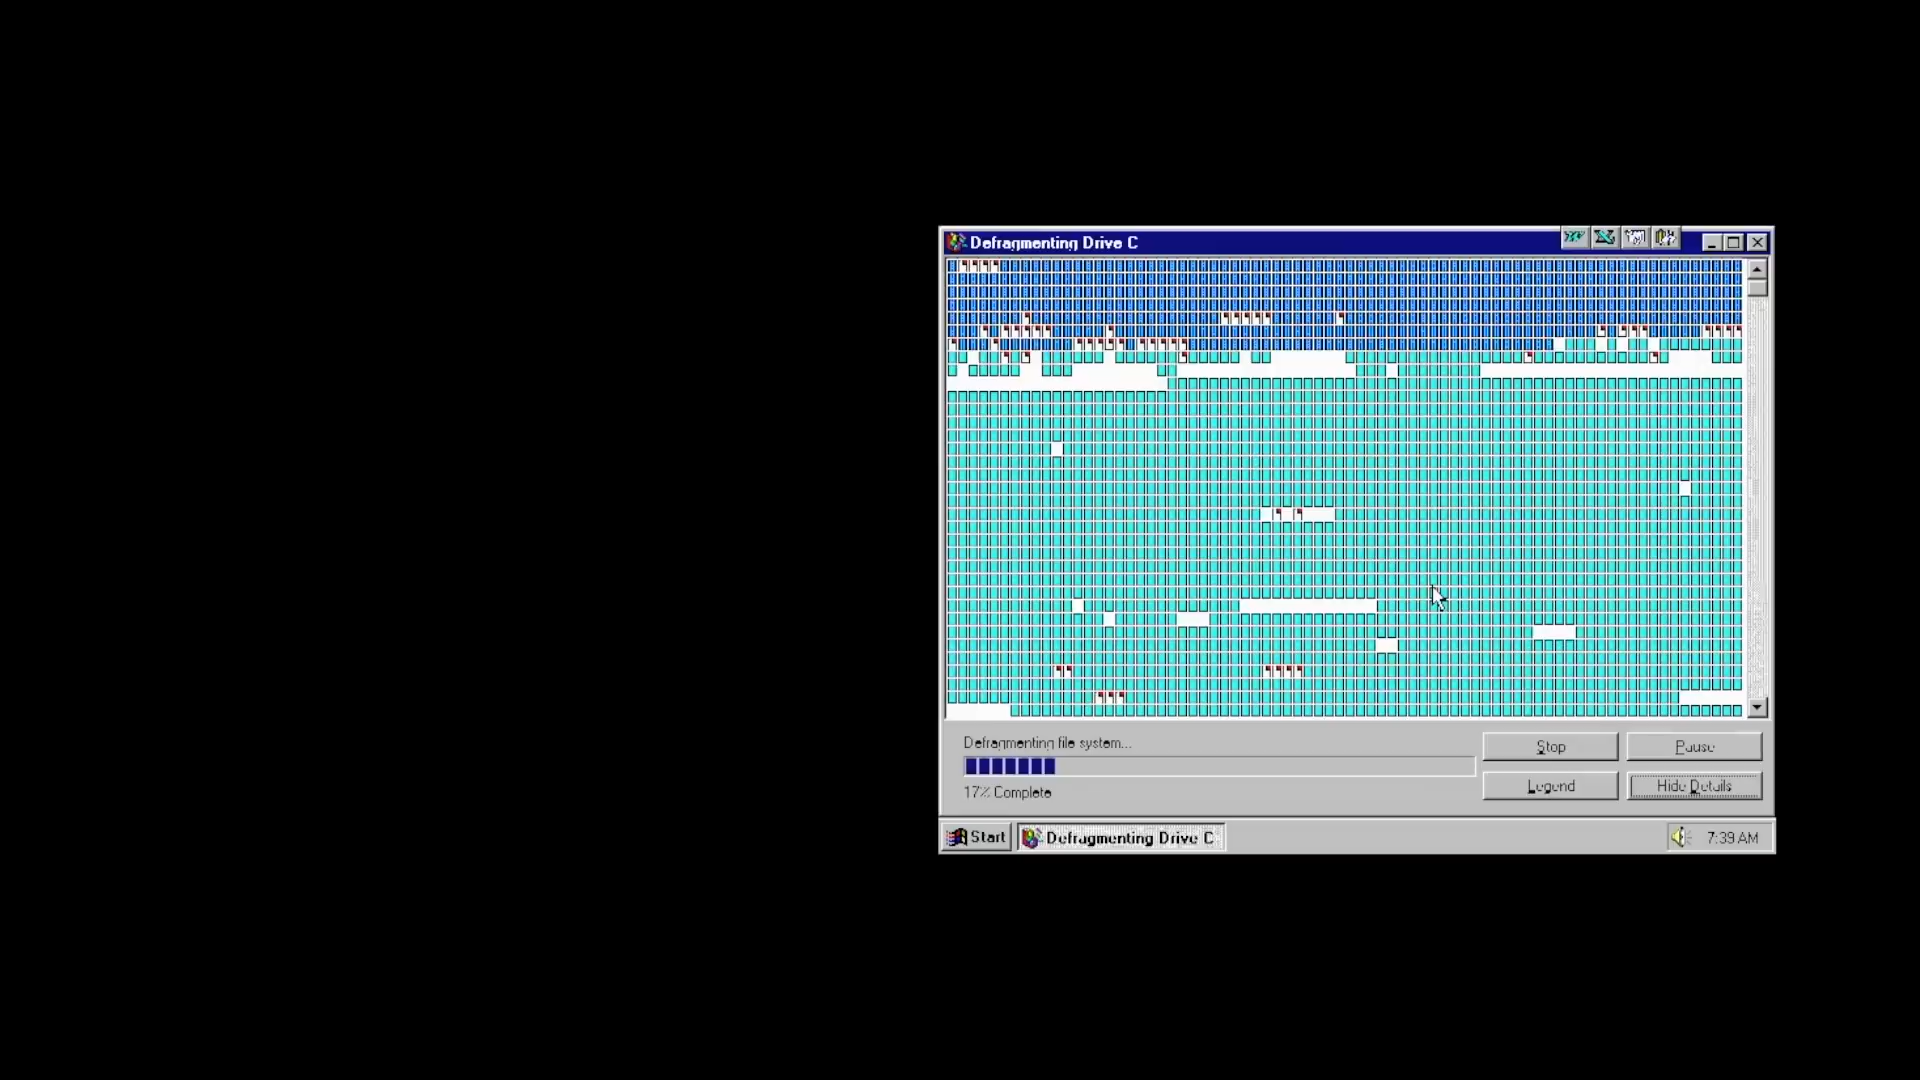 Defragmenting Drive C
Defragmenting file system...
17% Complete
Stop
Pause
Legend
Hide Details
Start
Defragmenting Drive C
7:39 AM